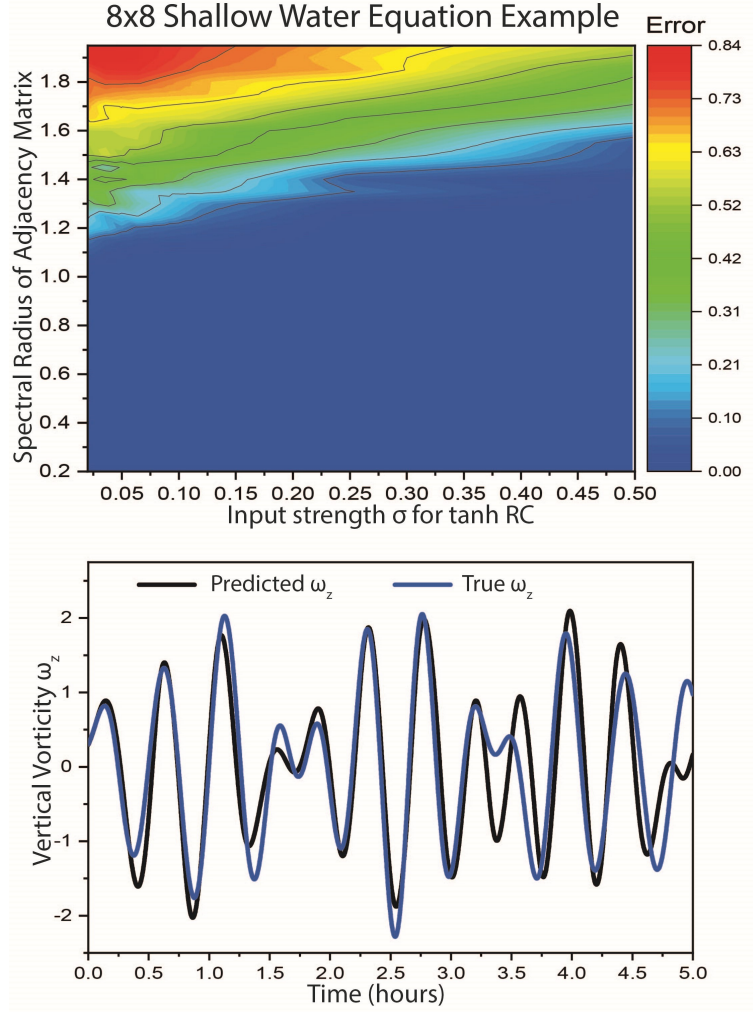 8x8 Shallow Water Equation Example
Error
Spectral Radius of Adjacency Matrix
1.8
1.6
1.4
1.2
1.0
0.8
0.6
0.4
0.2
0.05 0.10 0.15 0.20 0.25 0.30 0.35 0.40 0.45 0.50
Input strength σ for tanh RC
0.84
0.73
0.63
0.52
0.42
0.31
0.21
0.10
0.00
Predicted ω_z True ω_z
Vertical Vorticity ω_z
2
1
0
-1
-2
0.0 0.5 1.0 1.5 2.0 2.5 3.0 3.5 4.0 4.5 5.0
Time (hours)